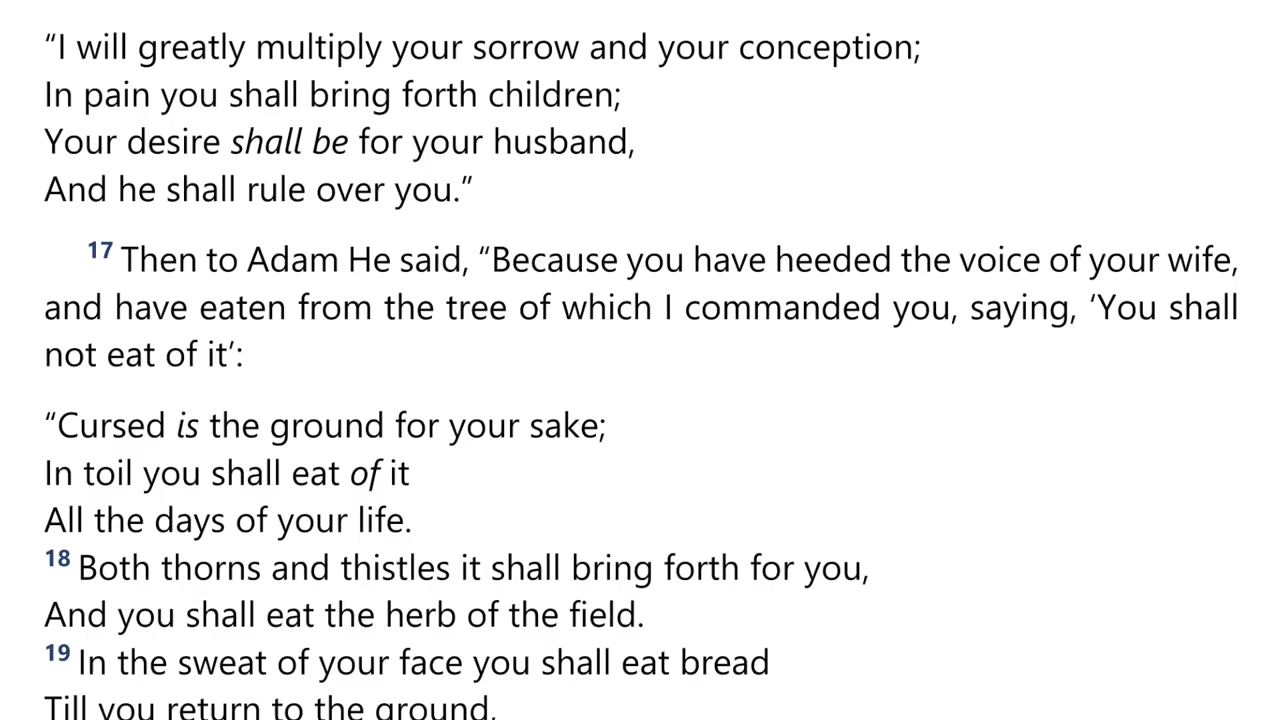 “I will greatly multiply your sorrow and your conception;
In pain you shall bring forth children;
Your desire shall be for your husband,
And he shall rule over you.”
17 Then to Adam He said, “Because you have heeded the voice of your wife,
and have eaten from the tree of which I commanded you, saying, ‘You shall
not eat of it’:
“Cursed is the ground for your sake;
In toil you shall eat of it
All the days of your life.
18 Both thorns and thistles it shall bring forth for you,
And you shall eat the herb of the field.
19 In the sweat of your face you shall eat bread
Till you return to the ground,